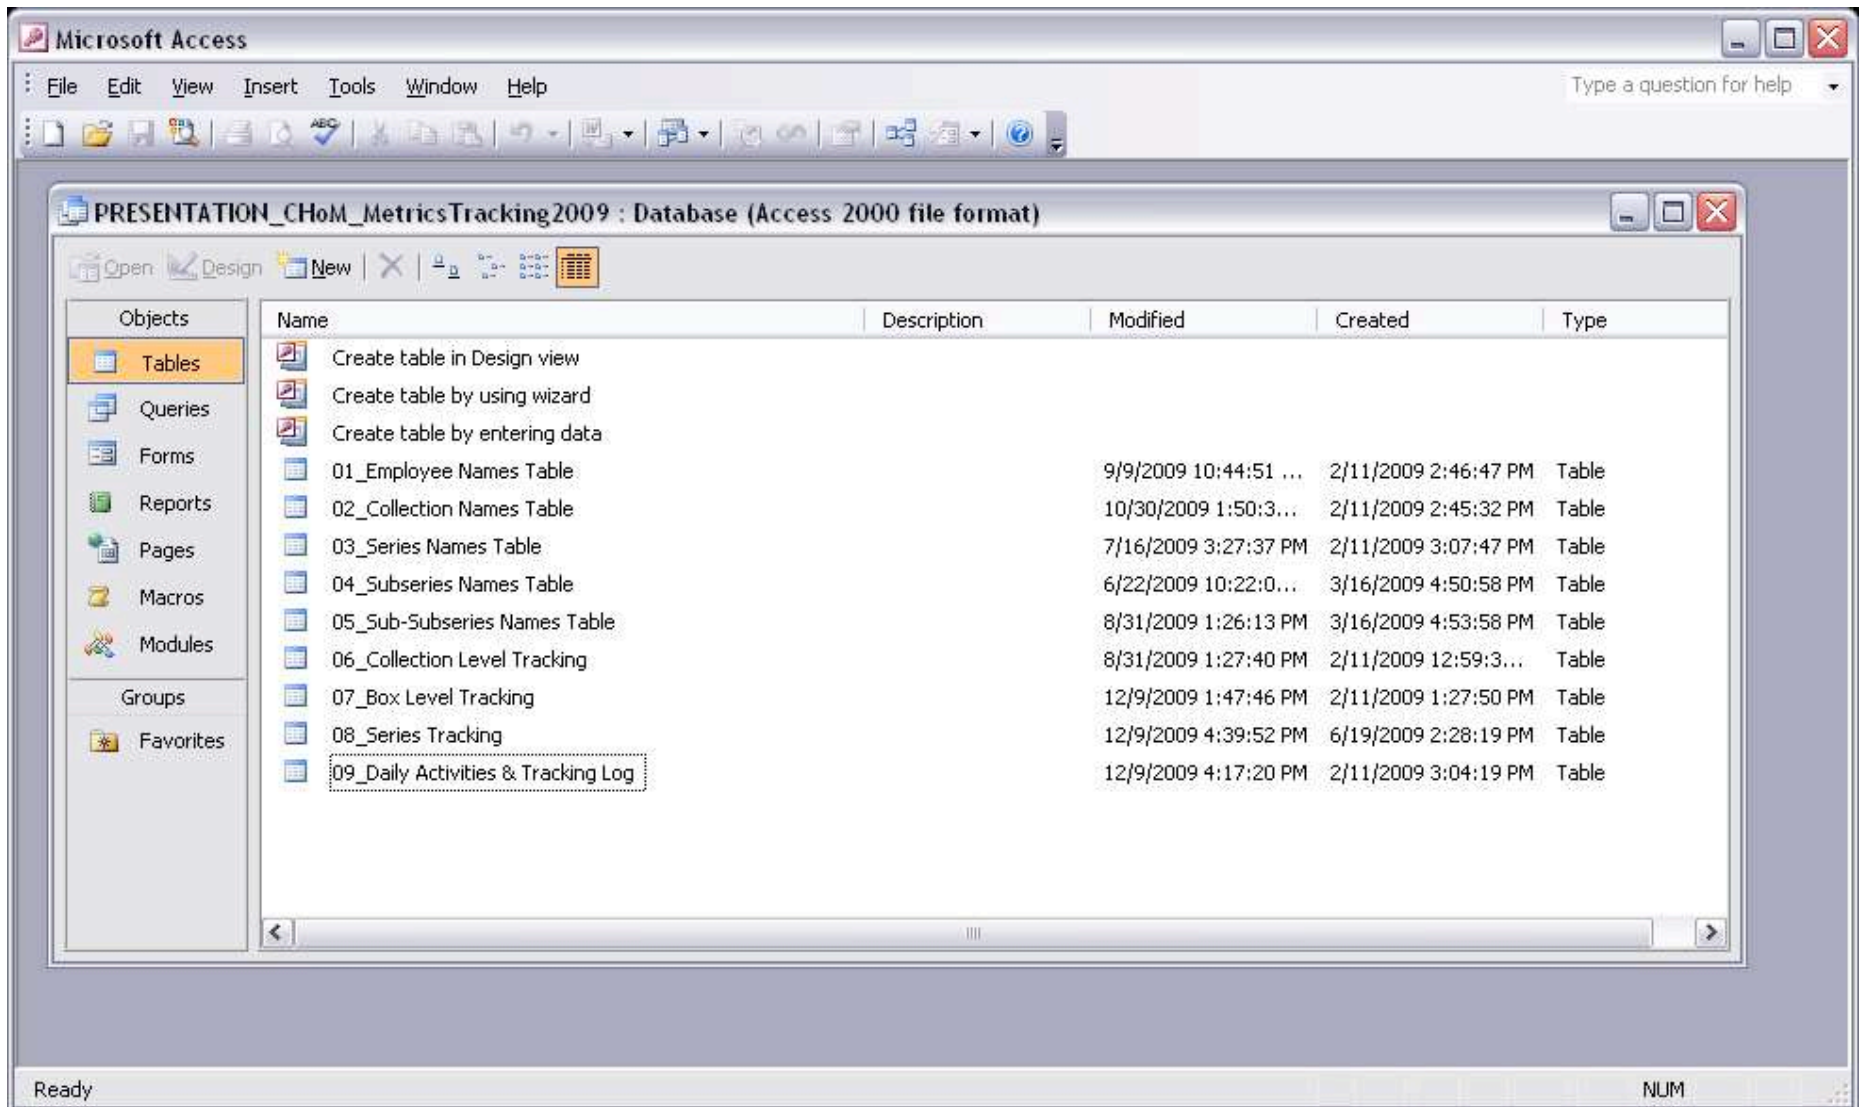 Microsoft Access
File Edit View Insert Tools Window Help Type a question for help
ABC
PRESENTATION_CHoM_MetricsTracking2009 : Database (Access 2000 file format)
Open Design New
Objects Name Description Modified Created Type
Tables Create table in Design view
Create table by using wizard
Queries Create table by entering data
Forms 01_Employee Names Table 9/9/2009 10:44:51 ... 2/11/2009 2:46:47 PM Table
Reports 02_Collection Names Table 10/30/2009 1:50:3... 2/11/2009 2:45:32 PM Table
Pages 03_Series Names Table 7/16/2009 3:27:37 PM 2/11/2009 3:07:47 PM Table
Macros 04_Subseries Names Table 6/22/2009 10:22:0... 3/16/2009 4:50:58 PM Table
05_Sub-Subseries Names Table 8/31/2009 1:26:13 PM 3/16/2009 4:53:58 PM Table
Modules 06_Collection Level Tracking 8/31/2009 1:27:40 PM 2/11/2009 12:59:3... Table
Groups 07_Box Level Tracking 12/9/2009 1:47:46 PM 2/11/2009 1:27:50 PM Table
Favorites 08_Series Tracking 12/9/2009 4:39:52 PM 6/19/2009 2:28:19 PM Table
09_Daily Activities & Tracking Log 12/9/2009 4:17:20 PM 2/11/2009 3:04:19 PM Table
Ready NUM